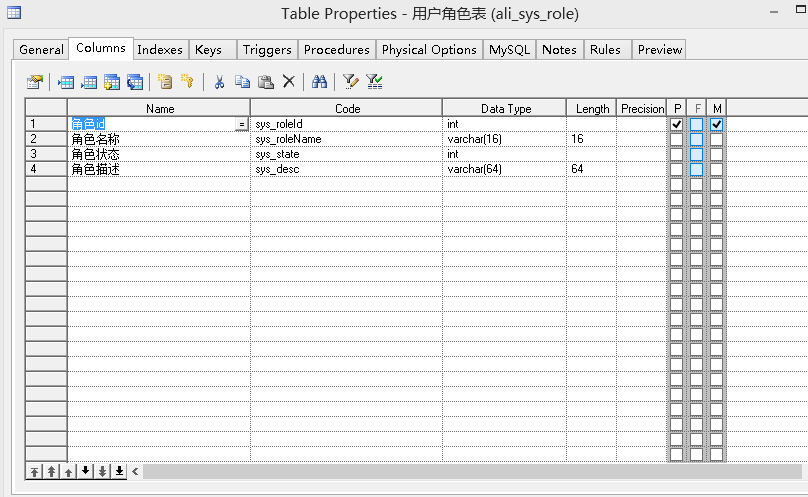 Table Properties - 用户角色表 (ali_sys_role)
General Columns Indexes Keys Triggers Procedures Physical Options MySQL Notes Rules Preview
Name Code Data Type Length Precision P F M
1 角色id = sys_roleId int
2 角色名称 sys_roleName varchar(16) 16
3 角色状态 sys_state int
4 角色描述 sys_desc varchar(64) 64